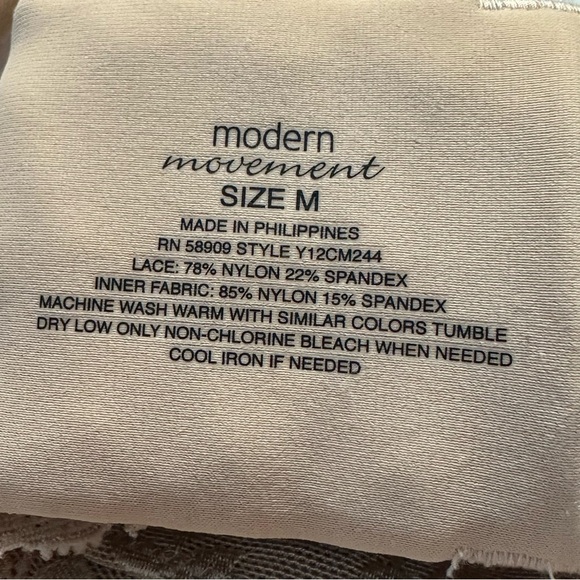 modern
movement
SIZE M
MADE IN PHILIPPINES
RN 58909 STYLE Y12CM244
LACE: 78% NYLON 22% SPANDEX
INNER FABRIC: 85% NYLON 15% SPANDEX
MACHINE WASH WARM WITH SIMILAR COLORS TUMBLE
DRY LOW ONLY NON-CHLORINE BLEACH WHEN NEEDED
COOL IRON IF NEEDED